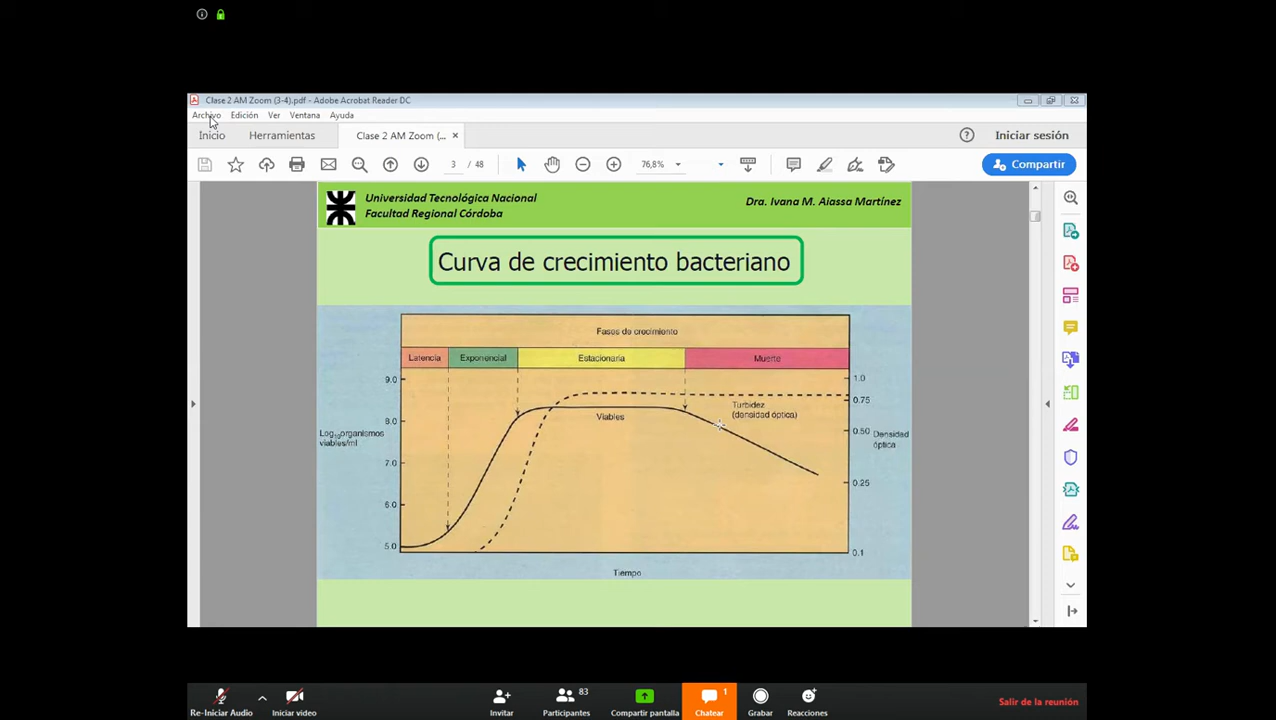 Clase 2 AM Zoom (3-4).pdf - Adobe Acrobat Reader DC
Archivo Edición Ver Ventana Ayuda
Inicio Herramientas Clase 2 AM Zoom (... × Iniciar sesión
3 / 48 76,8% Compartir
Universidad Tecnológica Nacional
Facultad Regional Córdoba
Dra. Ivana M. Aiassa Martínez
Curva de crecimiento bacteriano
Fases de crecimiento
Latencia Exponencial Estacionaria Muerte
9.0 1.0
0.75
Turbidez
(densidad óptica)
Viables
8.0 0.50
Log10organismos
viables/ml
Densidad
óptica
7.0
0.25
6.0
5.0
0.1
Tiempo
83 1
Re-Iniciar Audio Iniciar video Invitar Participantes Compartir pantalla Chatear Grabar Reacciones
Salir de la reunión